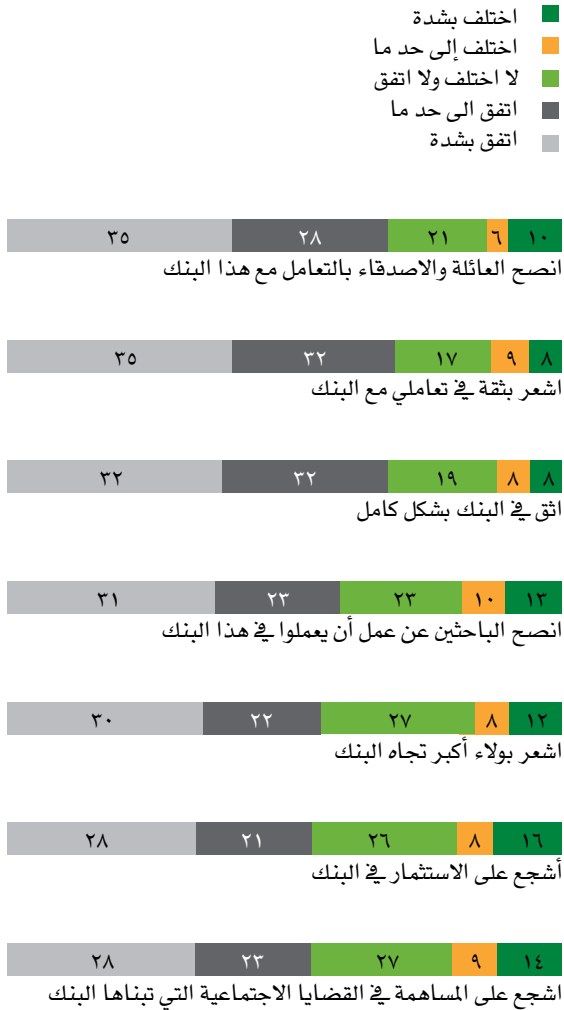 اختلف بشدة
اختلف إلى حد ما
لا اختلف ولا اتفق
اتفق الى حد ما
اتفق بشدة
١٠ ٦ ٢١ ٢٨ ٣٥
انصح العائلة والاصدقاء بالتعامل مع هذا البنك
٨ ٩ ١٧ ٣٢ ٣٥
اشعر بثقة في تعاملي مع البنك
٨ ٨ ١٩ ٣٢ ٣٢
اثق في البنك بشكل كامل
١٣ ١٠ ٢٣ ٢٣ ٣١
انصح الباحثين عن عمل أن يعملوا في هذا البنك
١٢ ٨ ٢٧ ٢٢ ٣٠
اشعر بولاء أكبر تجاه البنك
١٦ ٨ ٢٦ ٢١ ٢٨
أشجع على الاستثمار في البنك
١٤ ٩ ٢٧ ٢٣ ٢٨
اشجع على المساهمة في القضايا الاجتماعية التي تبناها البنك